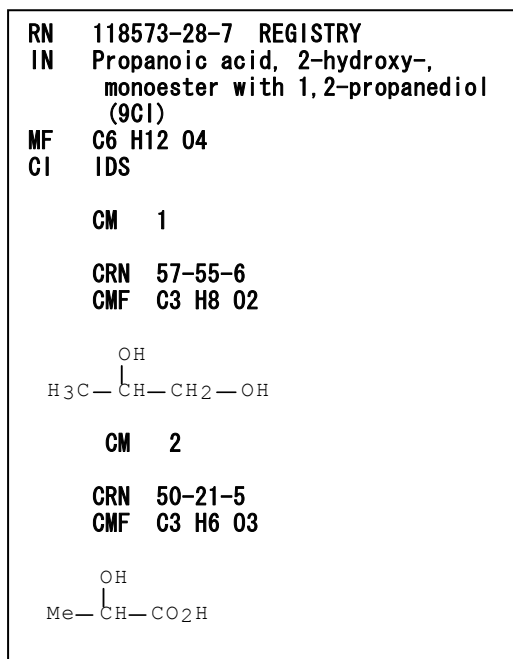 RN 118573-28-7 REGISTRY
IN Propanoic acid, 2-hydroxy-,
monoester with 1,2-propanediol
(9CI)
MF C6 H12 O4
CI IDS
CM 1
CRN 57-55-6
CMF C3 H8 O2
OH
H3C—CH—CH2—OH
CM 2
CRN 50-21-5
CMF C3 H6 O3
OH
Me—CH—CO2H